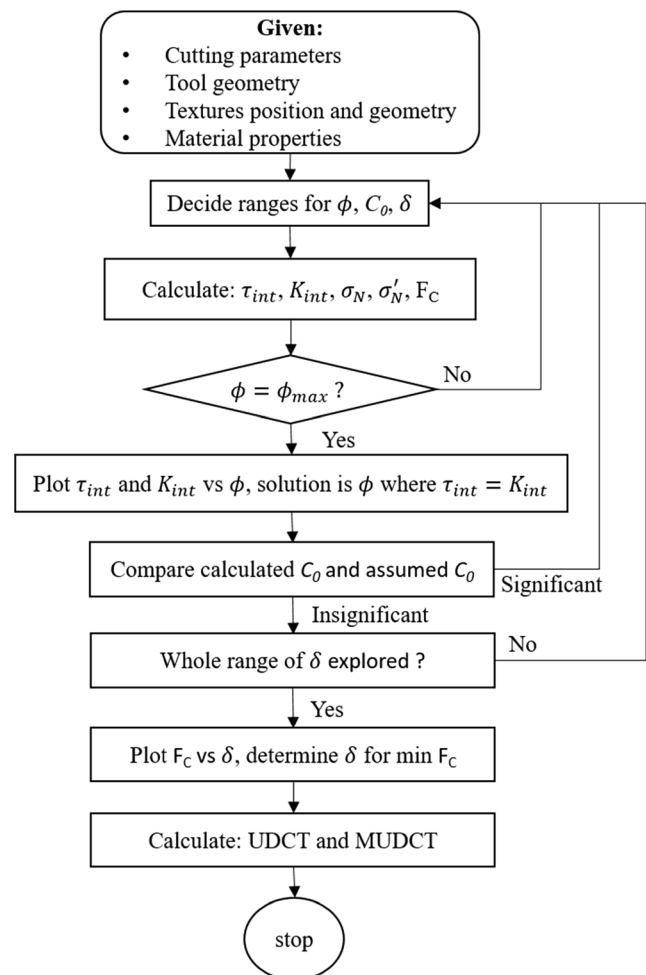 Given:
• Cutting parameters
• Tool geometry
• Textures position and geometry
• Material properties
Decide ranges for ϕ, C₀, δ
Calculate: τ_int, K_int, σ_N, σ′_N, F_C
ϕ = ϕ_max ?
No
Yes
Plot τ_int and K_int vs ϕ, solution is ϕ where τ_int = K_int
Compare calculated C₀ and assumed C₀
Significant
Insignificant
Whole range of δ explored ?
No
Yes
Plot F_C vs δ, determine δ for min F_C
Calculate: UDCT and MUDCT
stop